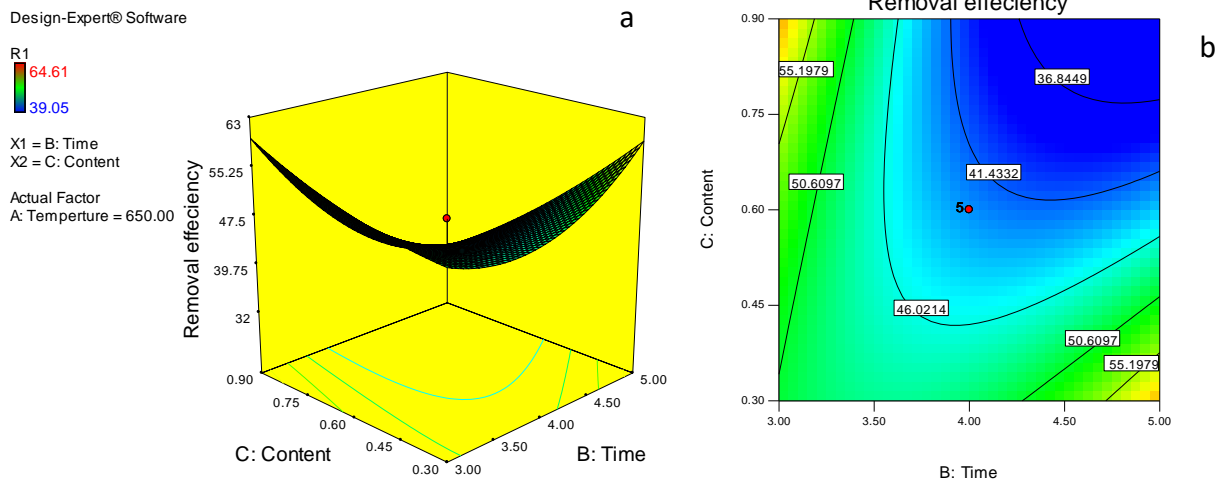 Design-Expert® Software
R1
64.61
39.05
X1 = B: Time
X2 = C: Content
Actual Factor
A: Temperture = 650.00
a
63
55.25
47.5
39.75
32
Removal effeciency
0.90
0.75
0.60
0.45
0.30
C: Content
3.00
3.50
4.00
4.50
5.00
B: Time
Removal effeciency
b
0.90
0.75
0.60
0.45
0.30
C: Content
55.1979
36.8449
50.6097
41.4332
5
46.0214
50.6097
55.1979
3.00
3.50
4.00
4.50
5.00
B: Time